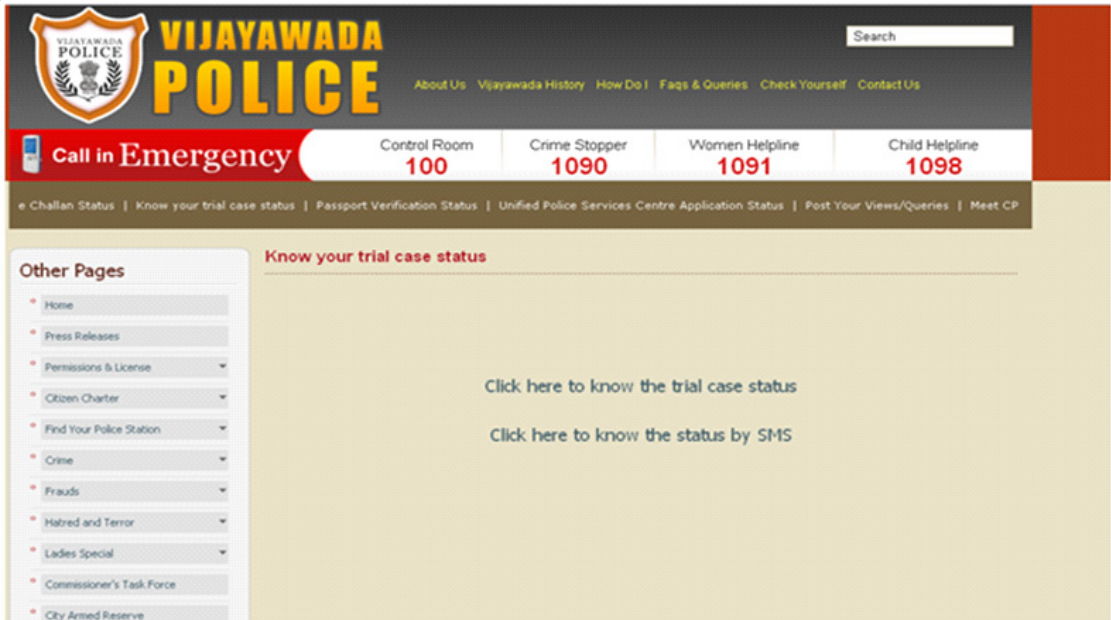 VIJAYAWADA
POLICE
VIJAYAWADA
POLICE
Search
About Us Vijayawada History How Do I Faqs & Queries Check Yourself Contact Us
Call in Emergency
Control Room
100
Crime Stopper
1090
Women Helpline
1091
Child Helpline
1098
e Challan Status | Know your trial case status | Passport Verification Status | Unified Police Services Centre Application Status | Post Your Views/Queries | Meet CP
Other Pages
Home
Press Releases
Permissions & License
Citizen Charter
Find Your Police Station
Crime
Frauds
Hatred and Terror
Ladies Special
Commissioner's Task Force
City Armed Reserve
Know your trial case status
Click here to know the trial case status
Click here to know the status by SMS